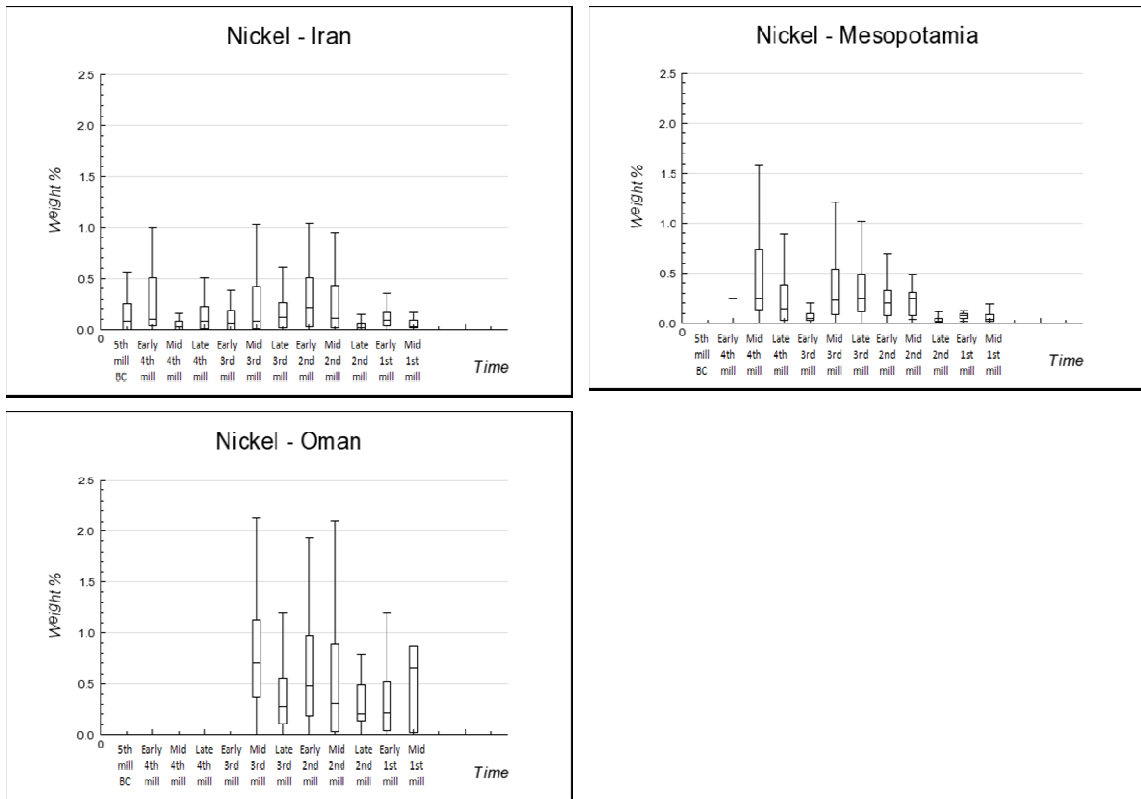 Nickel - Iran
2.5
2.0
1.5
1.0
0.5
0.0
0
Weight %
5th Early Mid Late Early Mid Late Early Mid Late Early Mid
mill 4th 4th 4th 3rd 3rd 3rd 2nd 2nd 2nd 1st 1st
BC mill mill mill mill mill mill mill mill mill mill mill
Time
Nickel - Mesopotamia
2.5
2.0
1.5
1.0
0.5
0.0
0
Weight %
5th Early Mid Late Early Mid Late Early Mid Late Early Mid
mill 4th 4th 4th 3rd 3rd 3rd 2nd 2nd 2nd 1st 1st
BC mill mill mill mill mill mill mill mill mill mill mill
Time
Nickel - Oman
2.5
2.0
1.5
1.0
0.5
0.0
0
Weight %
5th Early Mid Late Early Mid Late Early Mid Late Early Mid
mill 4th 4th 4th 3rd 3rd 3rd 2nd 2nd 2nd 1st 1st
BC mill mill mill mill mill mill mill mill mill mill mill
Time